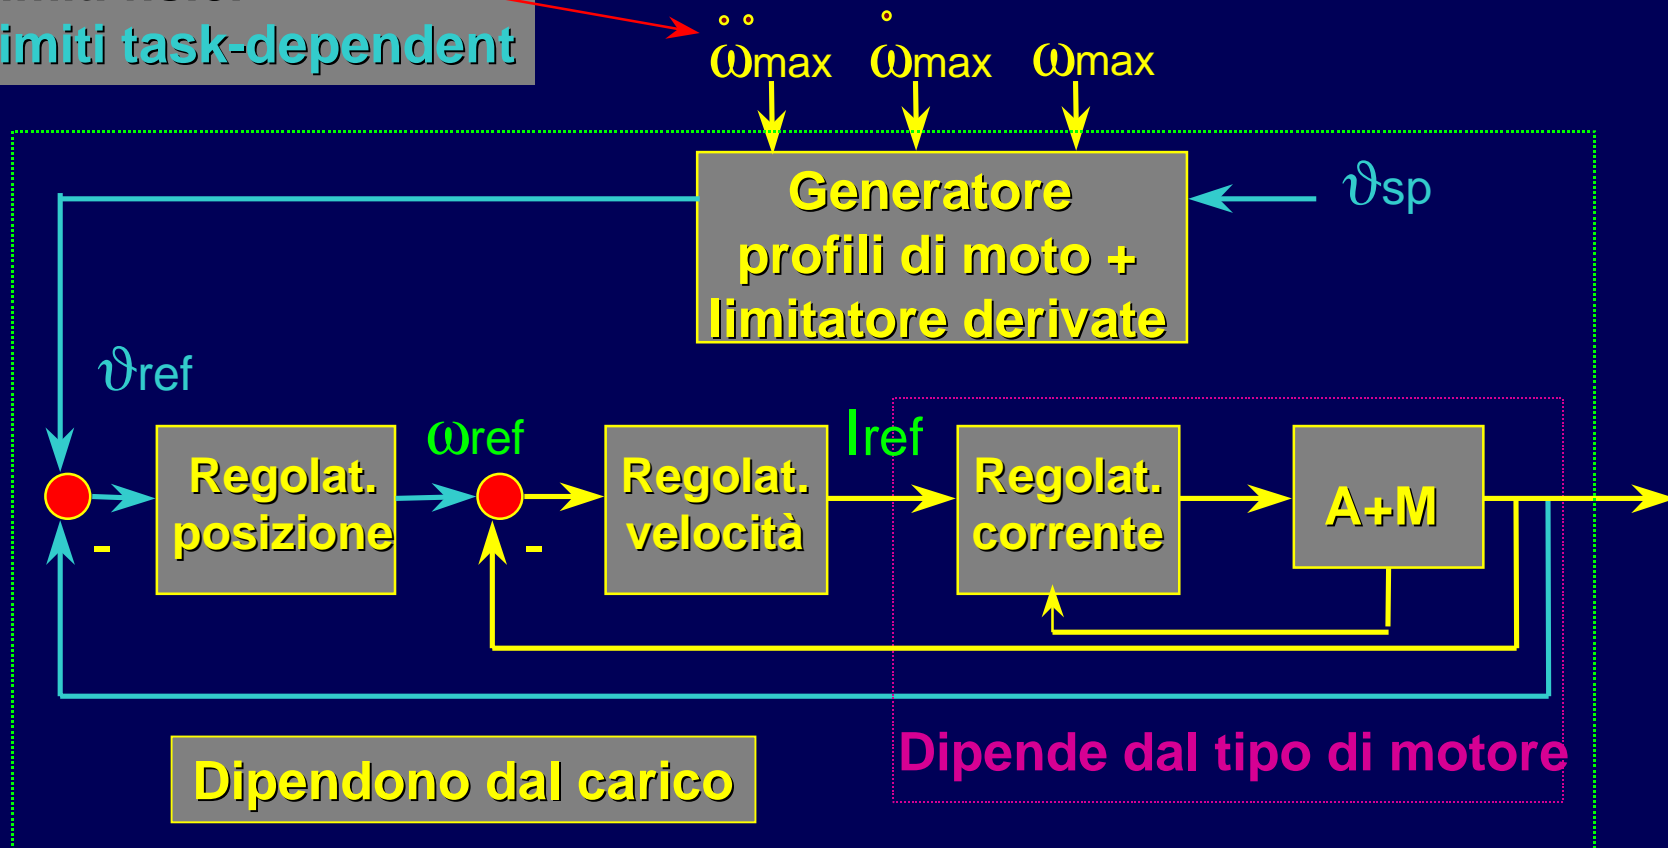 imiti task-dependent
ω̈max ω̇max ωmax
Generatore
profili di moto +
limitatore derivate
ϑsp
ϑref
ωref
Iref
Regolat.
posizione
Regolat.
velocità
Regolat.
corrente
A+M
-
-
Dipendono dal carico
Dipende dal tipo di motore